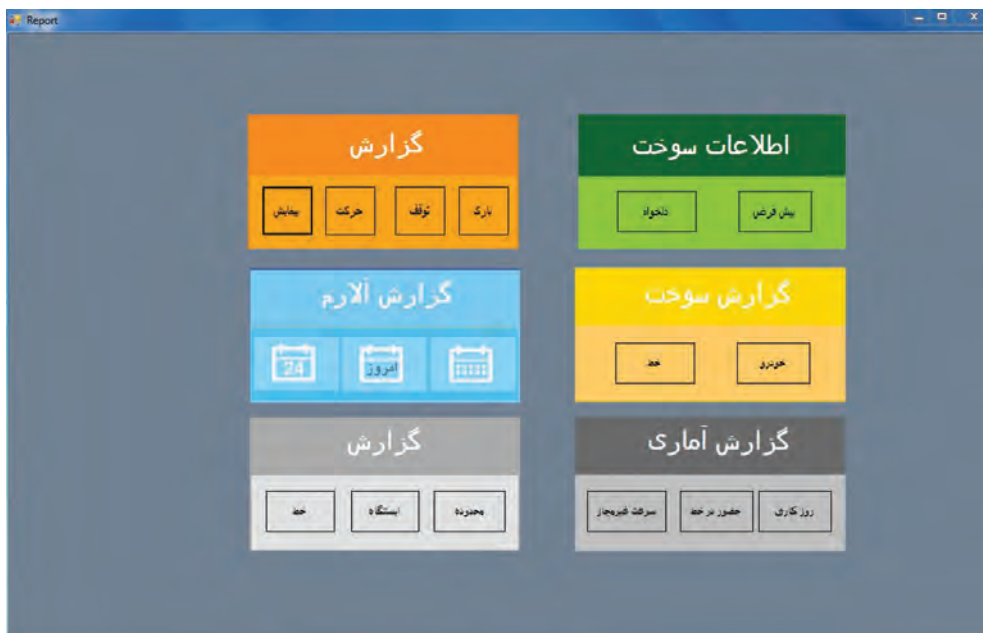 Report
اطلاعات سوخت
پیش فرض دلخواه
گزارش
پارک توقف حرکت پیمایش
گزارش سوخت
خودرو خط
گزارش آلارم
امروز 24
گزارش آماری
روز کاری حضور در خط سرعت غیرمجاز
گزارش
محدوده ایستگاه خط